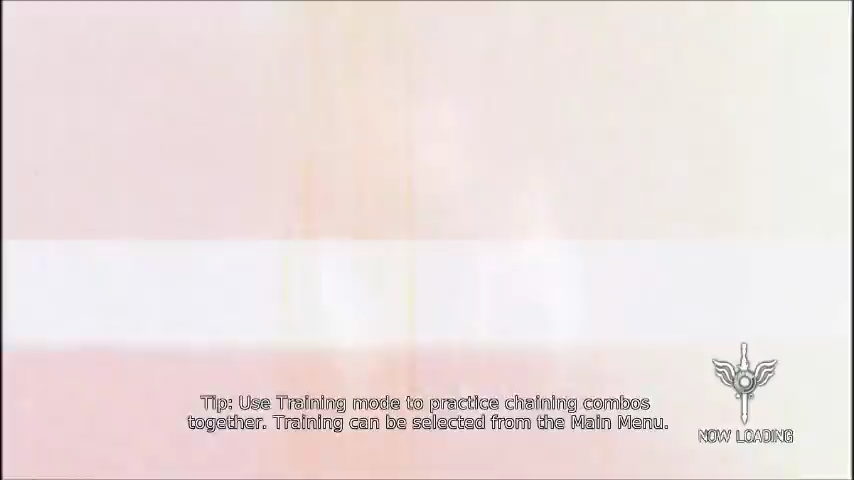 Tip: Use Training mode to practice chaining combos
together. Training can be selected from the Main Menu.
NOW LOADING